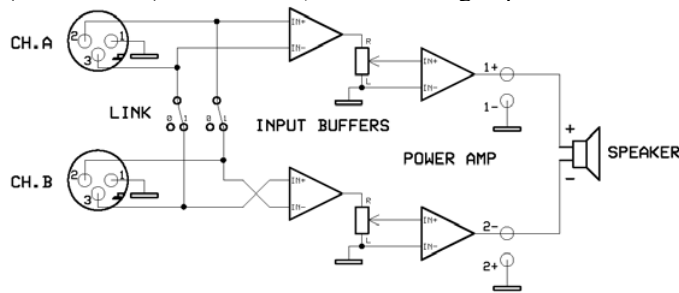 CH.A
2
1
3
IN+
IN-
R
L
IN+
IN-
1+
1-
LINK
0
1
0
1
INPUT BUFFERS
POWER AMP
+
-
SPEAKER
CH.B
2
1
3
IN+
IN-
R
L
IN+
IN-
2-
2+